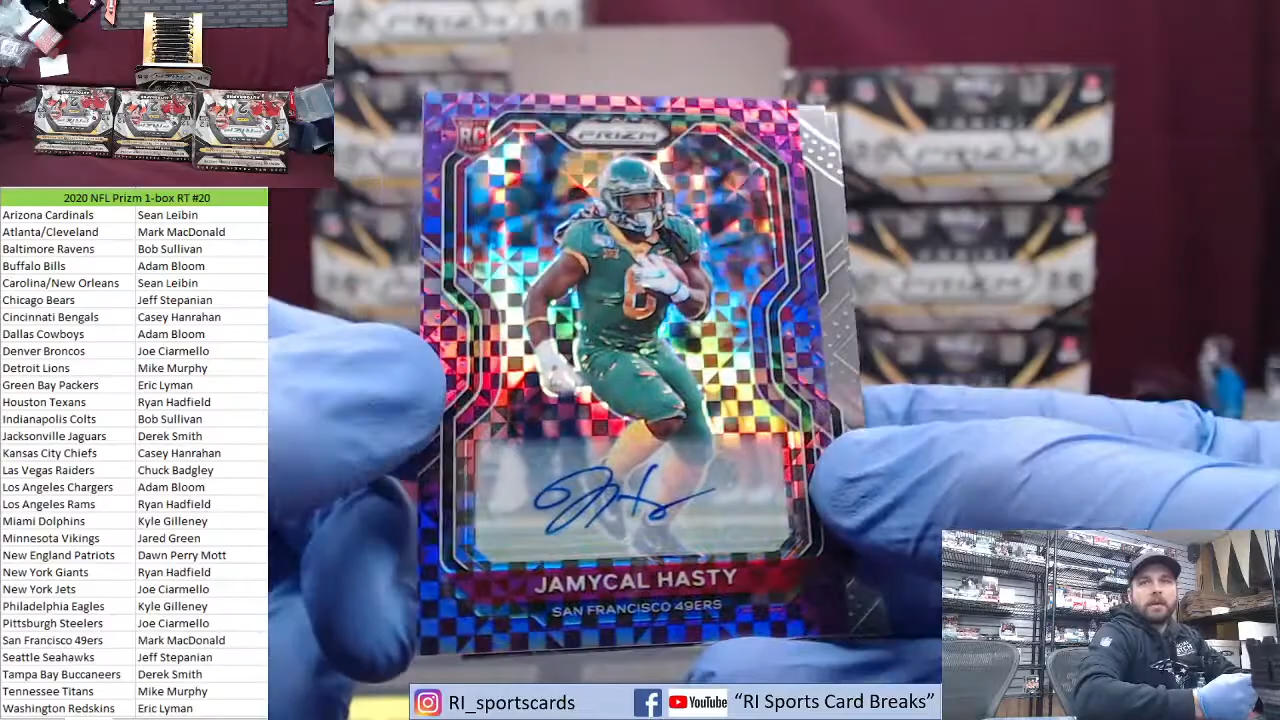 2020 NFL Prizm 1-box RT #20
Arizona Cardinals Sean Leibin
Atlanta/Cleveland Mark MacDonald
Baltimore Ravens Bob Sullivan
Buffalo Bills Adam Bloom
Carolina/New Orleans Sean Leibin
Chicago Bears Jeff Stepanian
Cincinnati Bengals Casey Hanrahan
Dallas Cowboys Adam Bloom
Denver Broncos Joe Ciarmello
Detroit Lions Mike Murphy
Green Bay Packers Eric Lyman
Houston Texans Ryan Hadfield
Indianapolis Colts Bob Sullivan
Jacksonville Jaguars Derek Smith
Kansas City Chiefs Casey Hanrahan
Las Vegas Raiders Chuck Badgley
Los Angeles Chargers Adam Bloom
Los Angeles Rams Ryan Hadfield
Miami Dolphins Kyle Gilleney
Minnesota Vikings Jared Green
New England Patriots Dawn Perry Mott
New York Giants Ryan Hadfield
New York Jets Joe Ciarmello
Philadelphia Eagles Kyle Gilleney
Pittsburgh Steelers Joe Ciarmello
San Francisco 49ers Mark MacDonald
Seattle Seahawks Jeff Stepanian
Tampa Bay Buccaneers Derek Smith
Tennessee Titans Mike Murphy
Washington Redskins Eric Lyman
RC
PRIZM
6
JAMYCAL HASTY
SAN FRANCISCO 49ERS
RI_sportscards
YouTube "RI Sports Card Breaks"